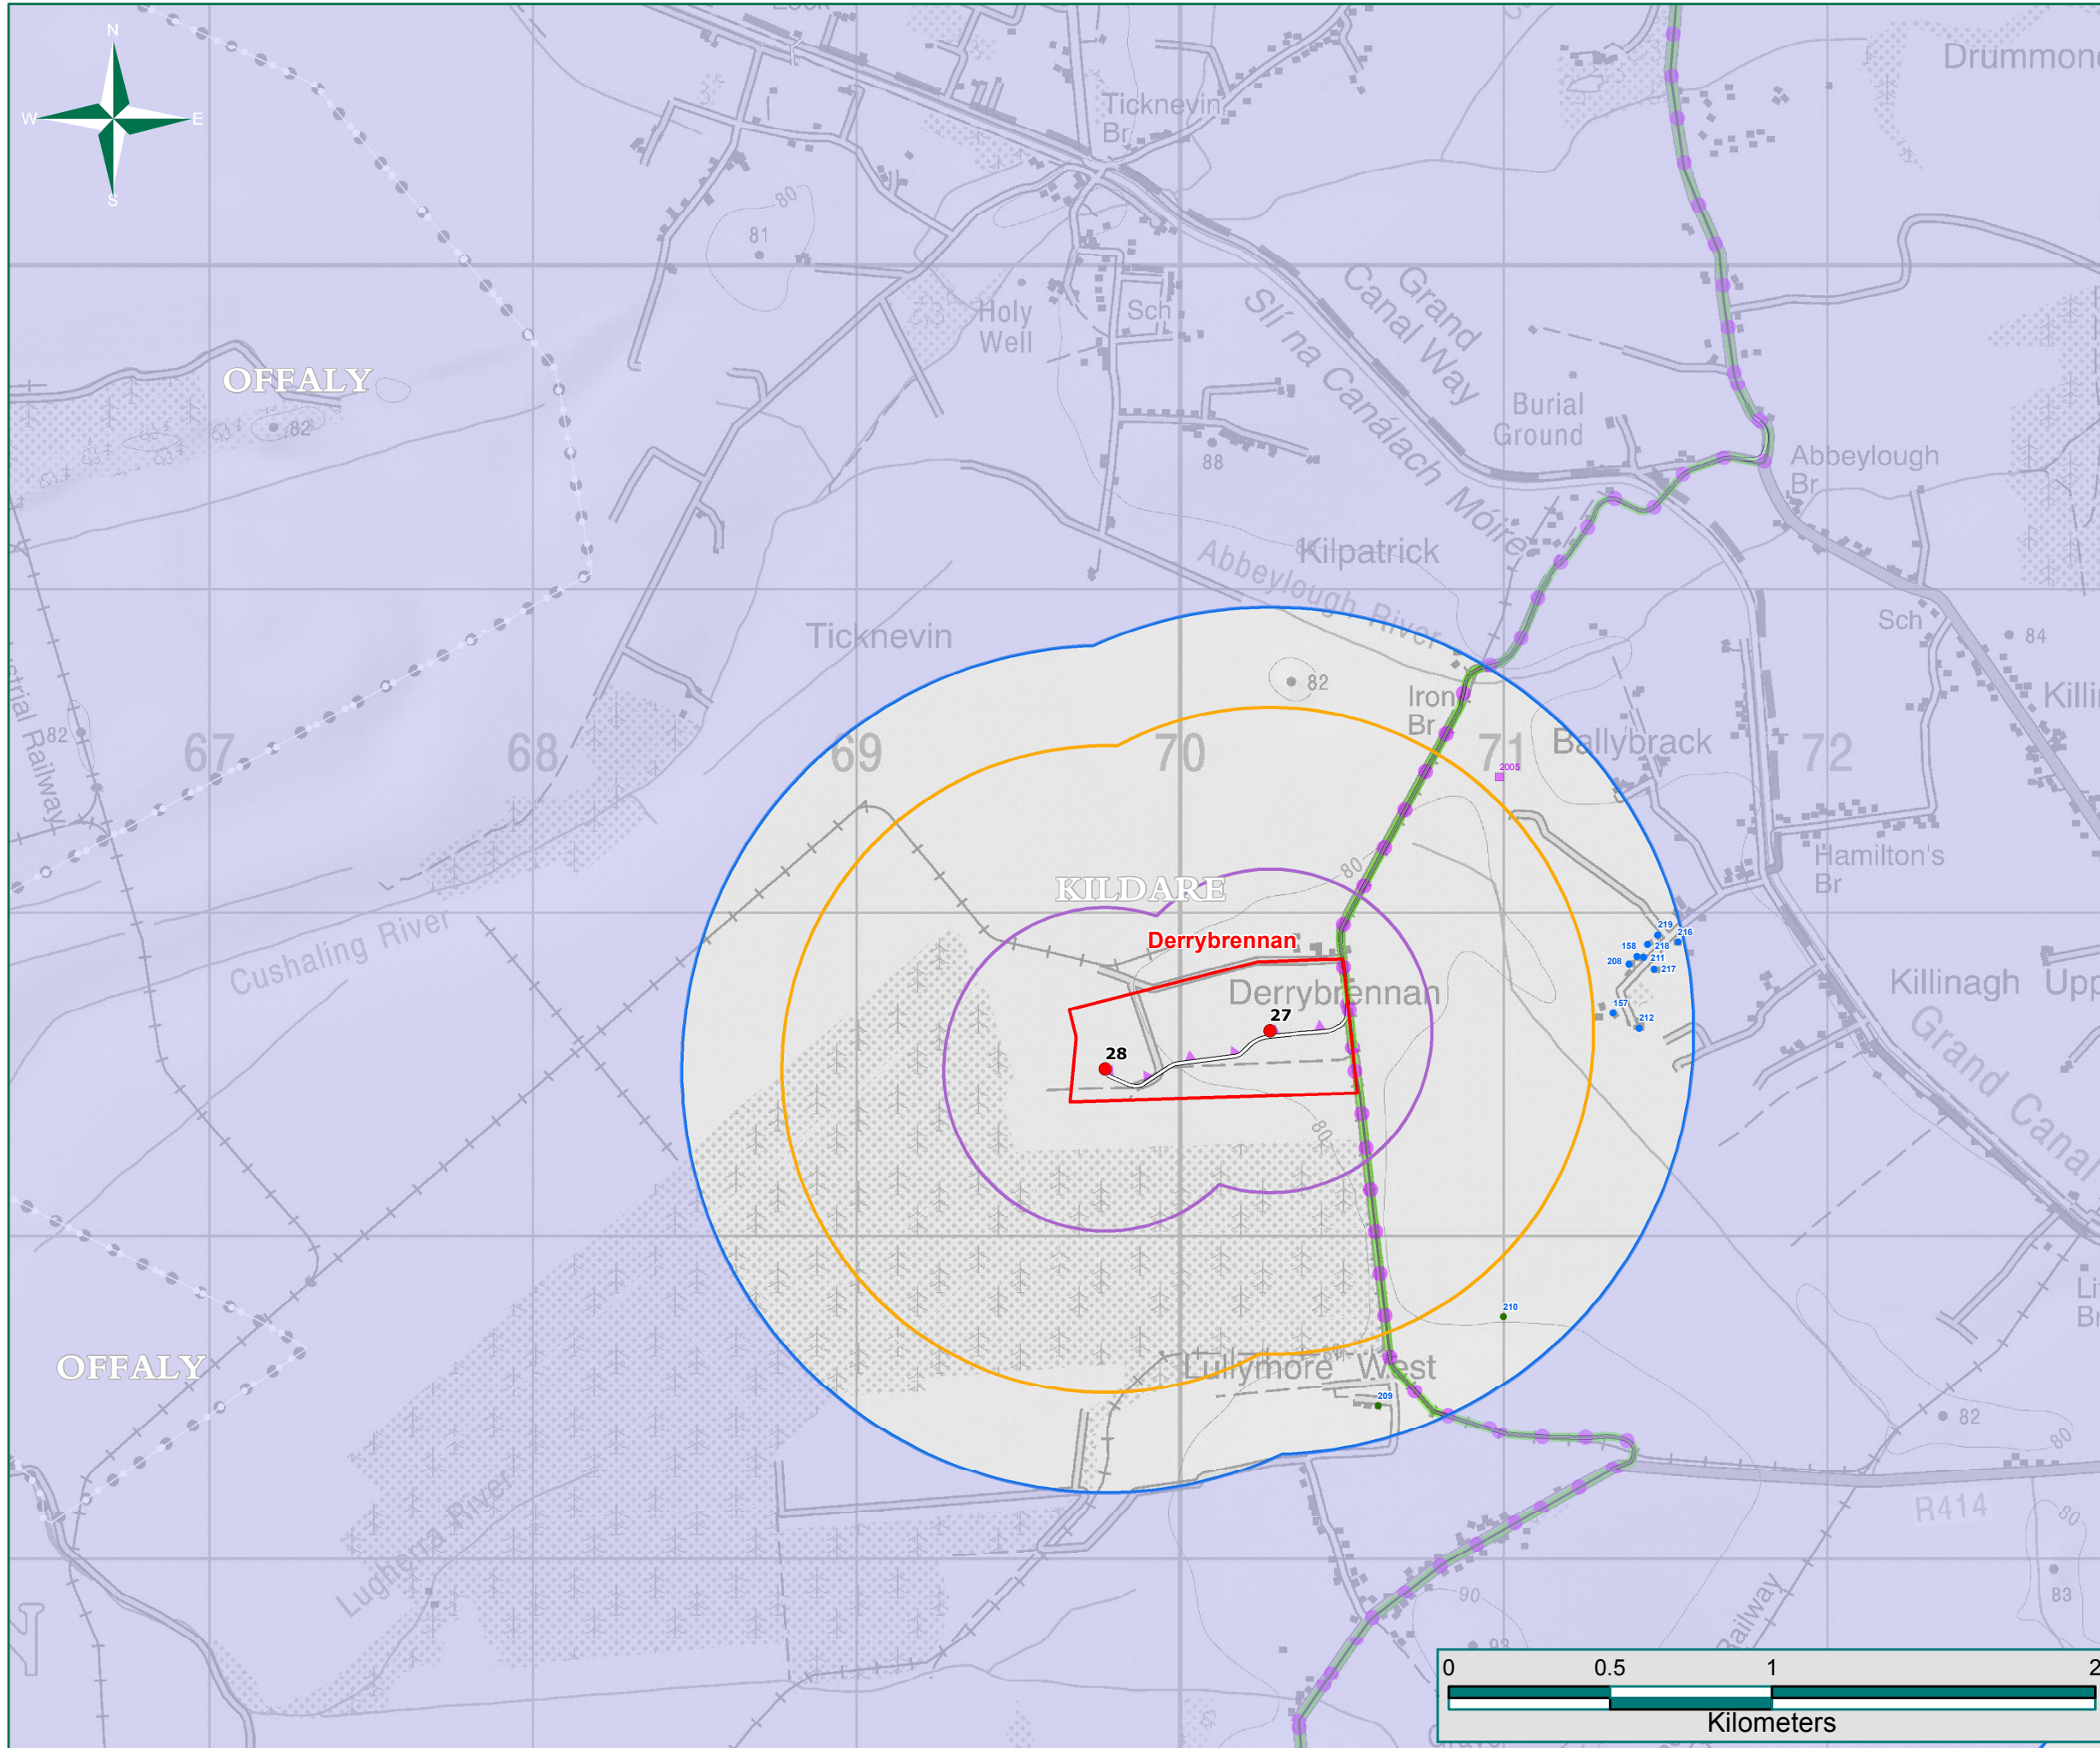 N
W
E
S
Drummond
Ticknevin
Br
80
81
Holy
Well
Sch
Grand
Canal Way
Slí na Canálach Móire
OFFALY
82
88
Burial
Ground
Abbeylough
Br
Kilpatrick
Abbeylough River
Ticknevin
Sch
84
82
Iron
Br
82
67
68
69
70
71
72
Ballybrack
2005
Hamilton's
Br
80
KILDARE
Cushaling River
Derrybrennan
219
216
158
218
211
208
217
157
212
Derrybrennan
Killinagh Upp
27
28
Grand Canal
80
210
OFFALY
Lullymore West
80
209
82
80
R414
80
Lugherra River
90
83
93
Railway
0
0.5
1
2
Kilometers